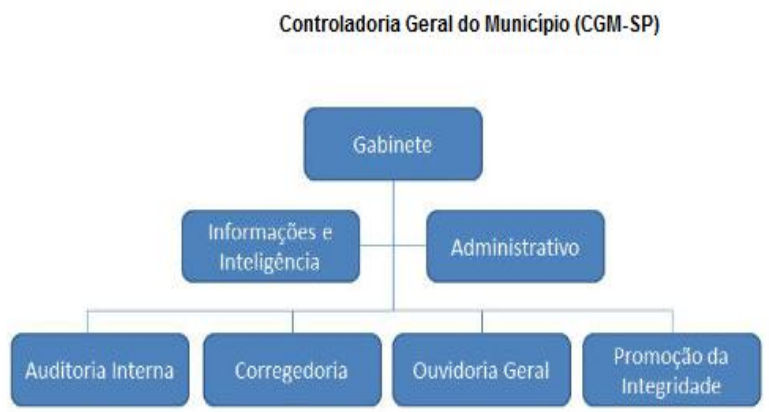 Controladoria Geral do Município (CGM-SP)
Gabinete
Informações e
Inteligência
Administrativo
Auditoria Interna
Corregedoria
Ouvidoria Geral
Promoção da
Integridade